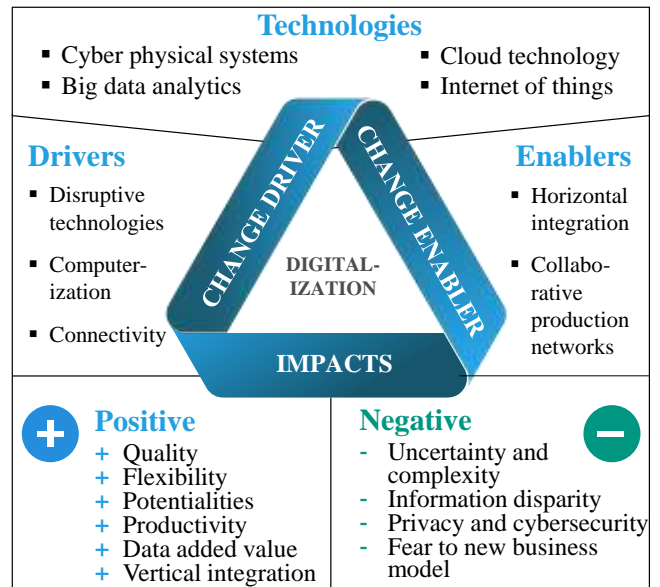 Technologies
▪ Cyber physical systems
▪ Big data analytics
▪ Cloud technology
▪ Internet of things
Drivers
▪ Disruptive
technologies
▪ Computer-
ization
▪ Connectivity
CHANGE DRIVER
CHANGE ENABLER
DIGITAL-
IZATION
IMPACTS
Enablers
▪ Horizontal
integration
▪ Collabo-
rative
production
networks
+
Positive
+ Quality
+ Flexibility
+ Potentialities
+ Productivity
+ Data added value
+ Vertical integration
Negative
- Uncertainty and
complexity
- Information disparity
- Privacy and cybersecurity
- Fear to new business
model
−